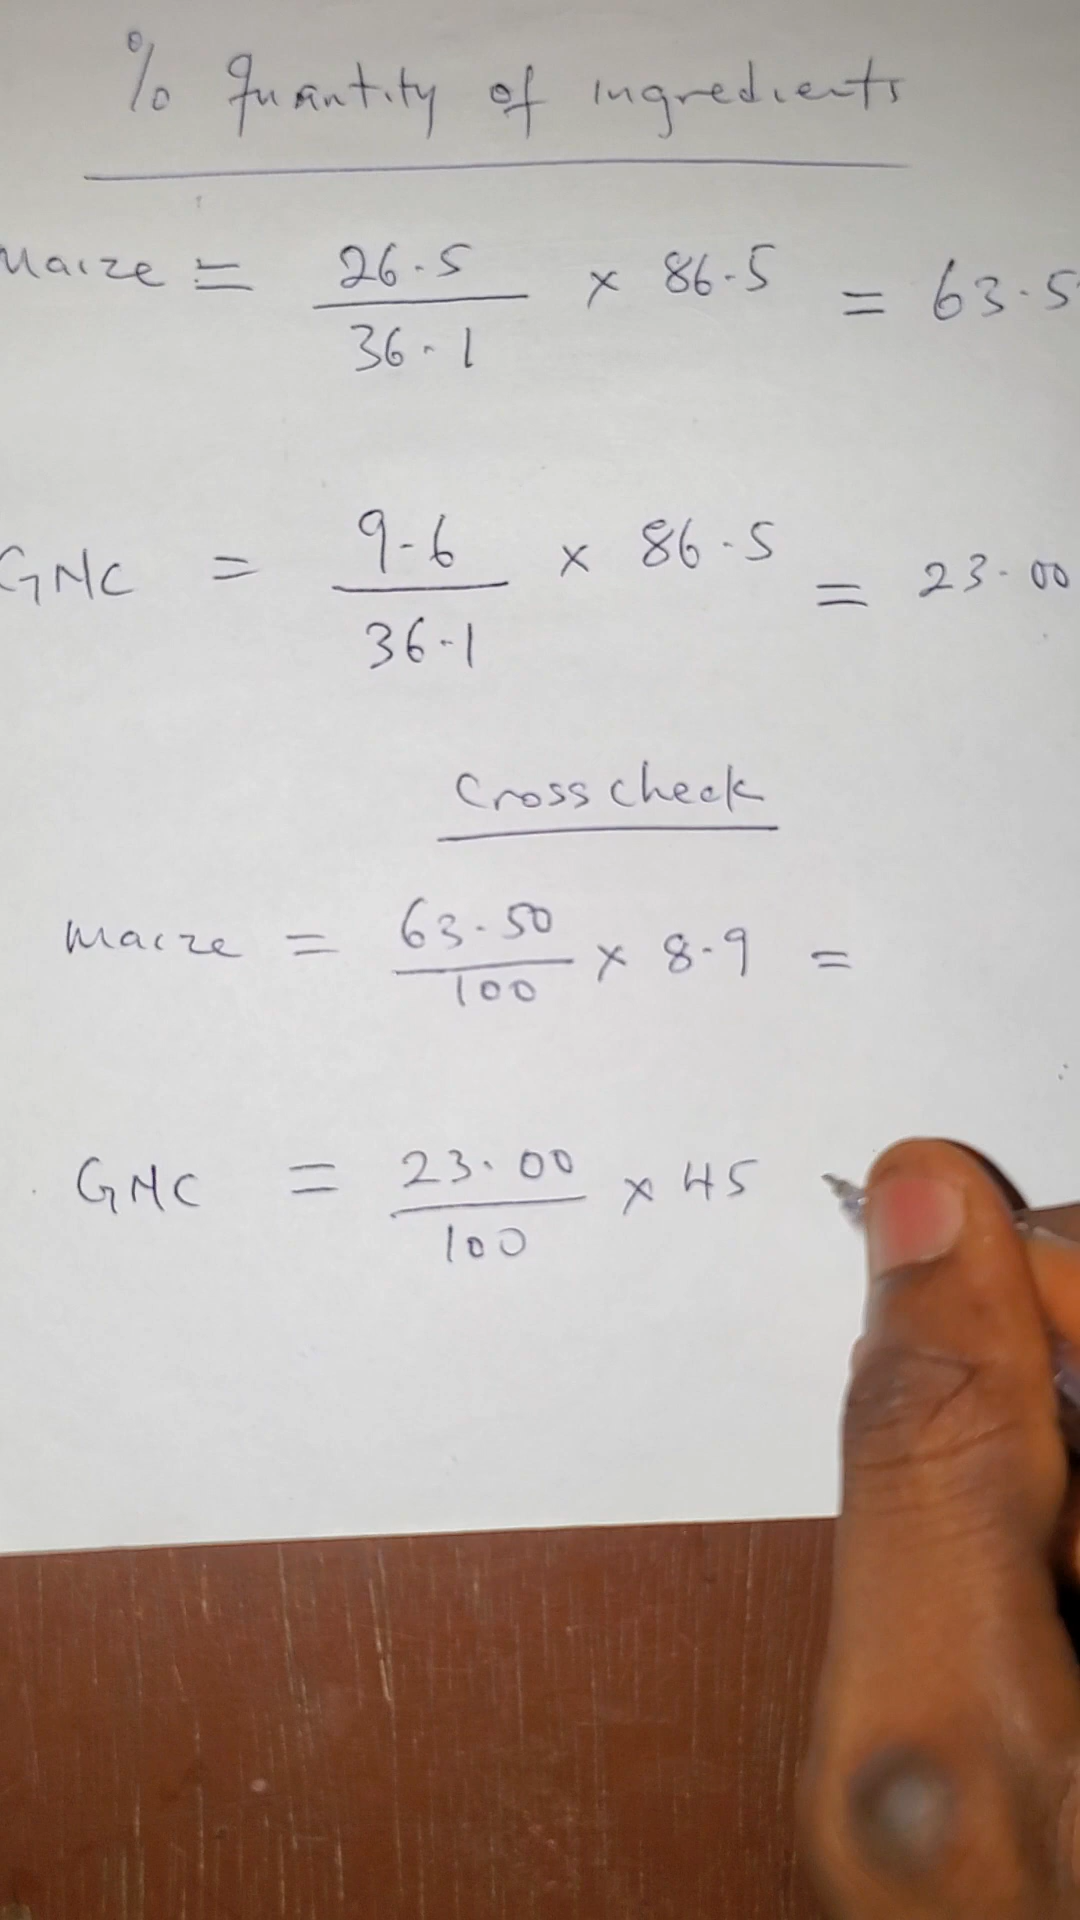 % Quantity of ingredients
Maize = 26.5/36.1 × 86.5 = 63.5
GNC = 9.6/36.1 × 86.5 = 23.00
Cross check
Maize = 63.50/100 × 8.9 =
GNC = 23.00/100 × 45